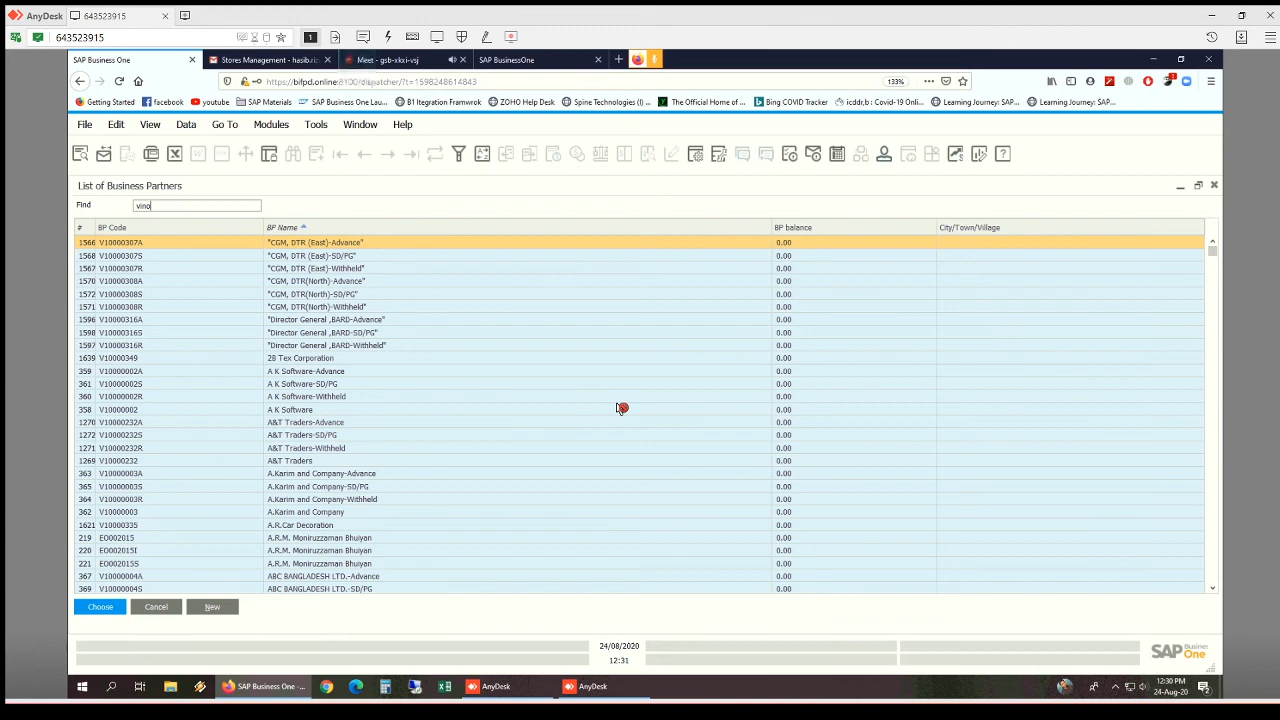 AnyDesk 643523915
643523915 1
SAP Business One Stores Management - hasib.ris Meet - gsb-xkxi-vsj SAP BusinessOne
https://bifpd.online:8100/dispatcher/?t=1598248614843 133%
Getting Started facebook youtube SAP Materials SAP Business One Lau... B1 ITegration Framwrok ZOHO Help Desk Spine Technologies (I... The Official Home of ... Bing COVID Tracker icddr,b : Covid-19 Onli... Learning Journey: SAP... Learning Journey: SAP...
File Edit View Data Go To Modules Tools Window Help
List of Business Partners
Find vino
# BP Code BP Name BP balance City/Town/Village
1566 V10000307A "CGM, DTR (East)-Advance" 0.00
1568 V10000307S "CGM, DTR (East)-SD/PG" 0.00
1567 V10000307R "CGM, DTR (East)-Withheld" 0.00
1570 V10000308A "CGM, DTR(North)-Advance" 0.00
1572 V10000308S "CGM, DTR(North)-SD/PG" 0.00
1571 V10000308R "CGM, DTR(North)-Withheld" 0.00
1596 V10000316A "Director General ,BARD-Advance" 0.00
1598 V10000316S "Director General ,BARD-SD/PG" 0.00
1597 V10000316R "Director General ,BARD-Withheld" 0.00
1639 V10000349 28 Tex Corporation 0.00
359 V10000002A A K Software-Advance 0.00
361 V10000002S A K Software-SD/PG 0.00
360 V10000002R A K Software-Withheld 0.00
358 V10000002 A K Software 0.00
1270 V10000232A A&T Traders-Advance 0.00
1272 V10000232S A&T Traders-SD/PG 0.00
1271 V10000232R A&T Traders-Withheld 0.00
1269 V10000232 A&T Traders 0.00
363 V10000003A A.Karim and Company-Advance 0.00
365 V10000003S A.Karim and Company-SD/PG 0.00
364 V10000003R A.Karim and Company-Withheld 0.00
362 V10000003 A.Karim and Company 0.00
1621 V10000335 A.R.Car Decoration 0.00
219 EO002015 A.R.M. Moniruzzaman Bhuiyan 0.00
220 EO002015I A.R.M. Moniruzzaman Bhuiyan 0.00
221 EO002015S A.R.M. Moniruzzaman Bhuiyan 0.00
367 V10000004A ABC BANGLADESH LTD.-Advance 0.00
369 V10000004S ABC BANGLADESH LTD.-SD/PG 0.00
Choose Cancel New
24/08/2020
12:31
SAP Business One
SAP Business One -... AnyDesk AnyDesk 12:30 PM
24-Aug-20 2